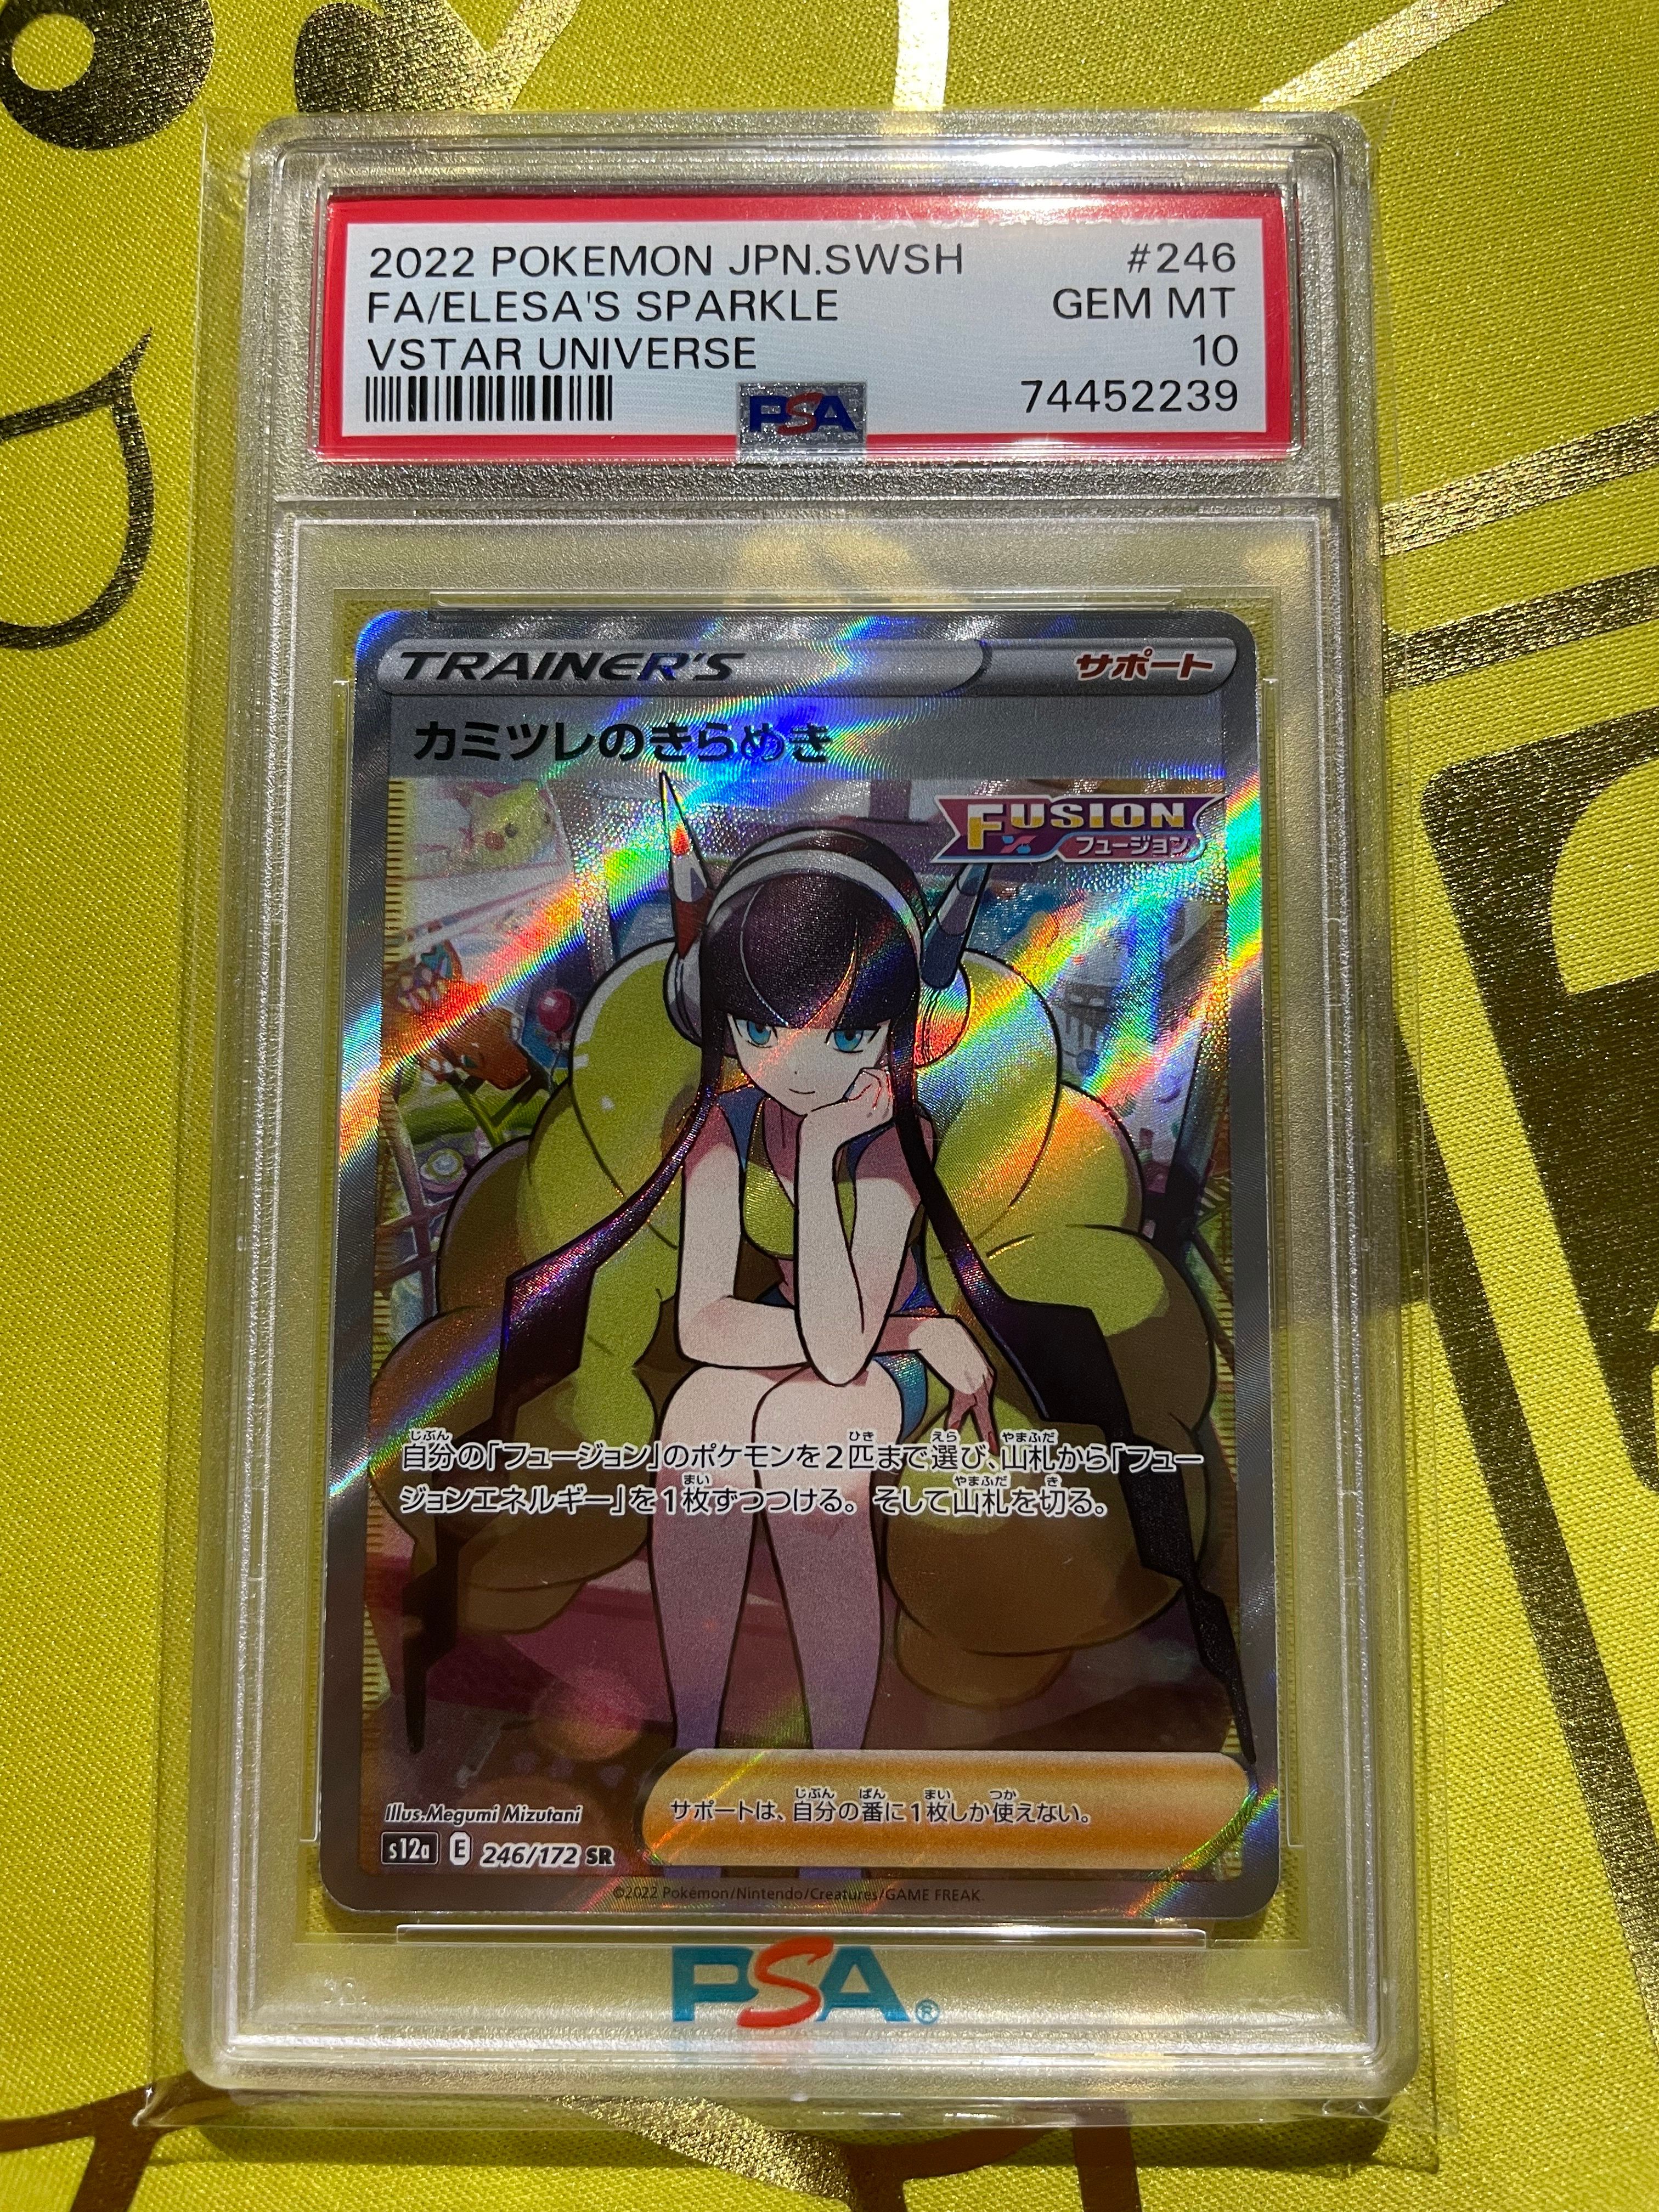 2022 POKEMON JPN.SWSH #246
FA/ELESA'S SPARKLE GEM MT
VSTAR UNIVERSE 10
74452239
PSA
TRAINER'S サポート
カミツレのきらめき
FUSION
フュージョン
自分の「フュージョン」のポケモンを2匹まで選び、山札から「フュー
ジョンエネルギー」を1枚ずつつける。そして山札を切る。
サポートは、自分の番に1枚しか使えない。
Illus.Megumi Mizutani
s12a E 246/172 SR
©2022 Pokémon/Nintendo/Creatures/GAME FREAK.
PSA®